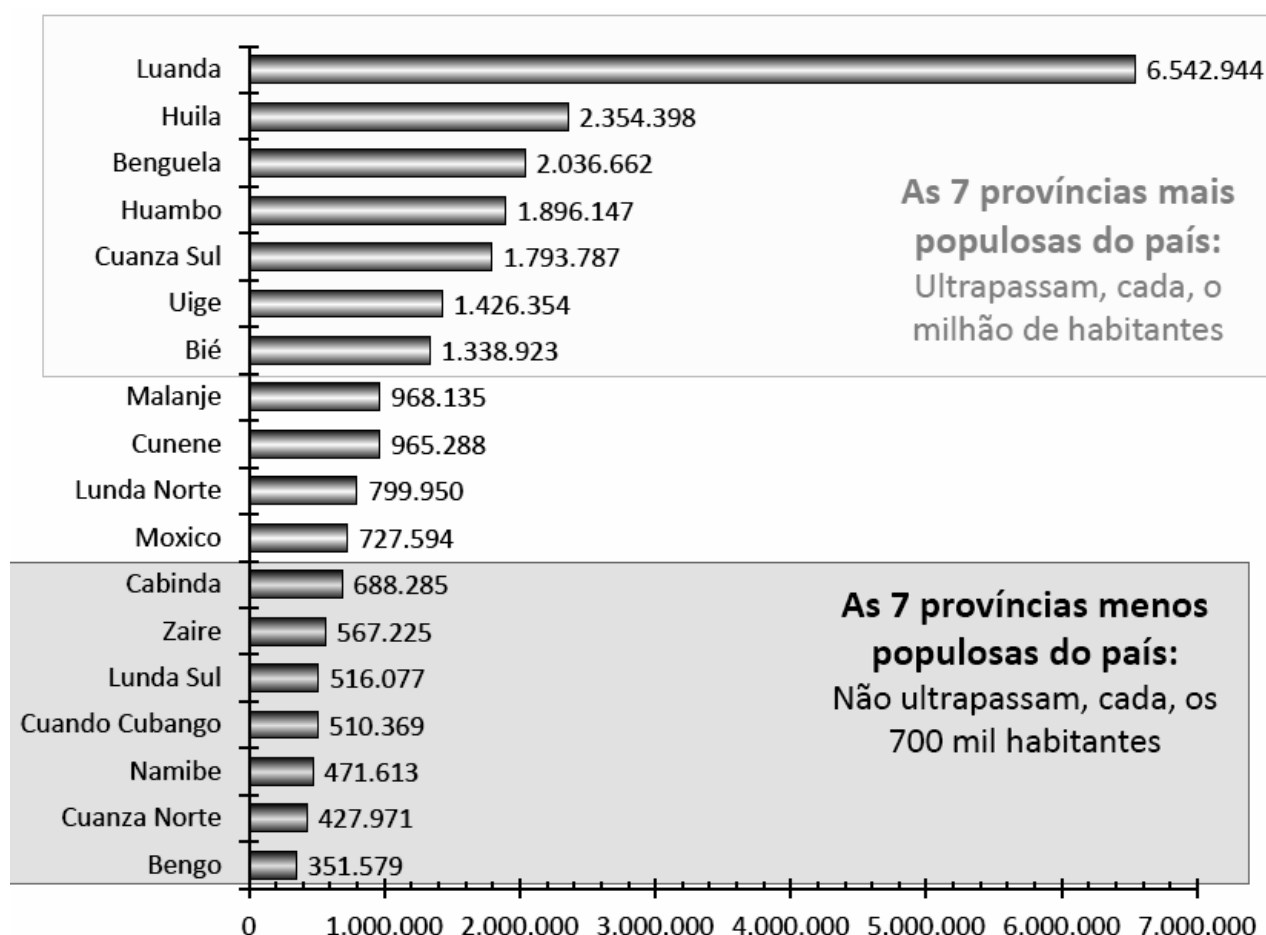 Luanda 6.542.944
Huila 2.354.398
Benguela 2.036.662
Huambo 1.896.147
Cuanza Sul 1.793.787
Uige 1.426.354
Bié 1.338.923
As 7 províncias mais
populosas do país:
Ultrapassam, cada, o
milhão de habitantes
Malanje 968.135
Cunene 965.288
Lunda Norte 799.950
Moxico 727.594
Cabinda 688.285
Zaire 567.225
Lunda Sul 516.077
Cuando Cubango 510.369
Namibe 471.613
Cuanza Norte 427.971
Bengo 351.579
As 7 províncias menos
populosas do país:
Não ultrapassam, cada, os
700 mil habitantes
0 1.000.000 2.000.000 3.000.000 4.000.000 5.000.000 6.000.000 7.000.000